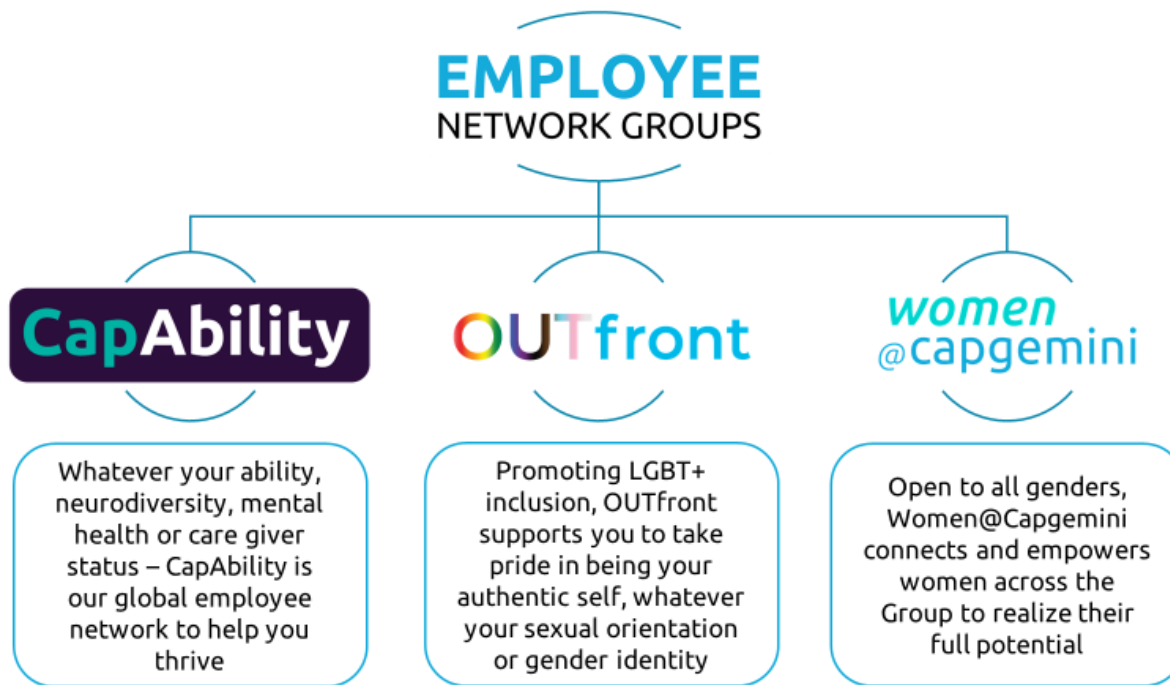 EMPLOYEE
NETWORK GROUPS
CapAbility
Whatever your ability,
neurodiversity, mental
health or care giver
status – CapAbility is
our global employee
network to help you
thrive
OUTfront
Promoting LGBT+
inclusion, OUTfront
supports you to take
pride in being your
authentic self, whatever
your sexual orientation
or gender identity
women
@capgemini
Open to all genders,
Women@Capgemini
connects and empowers
women across the
Group to realize their
full potential